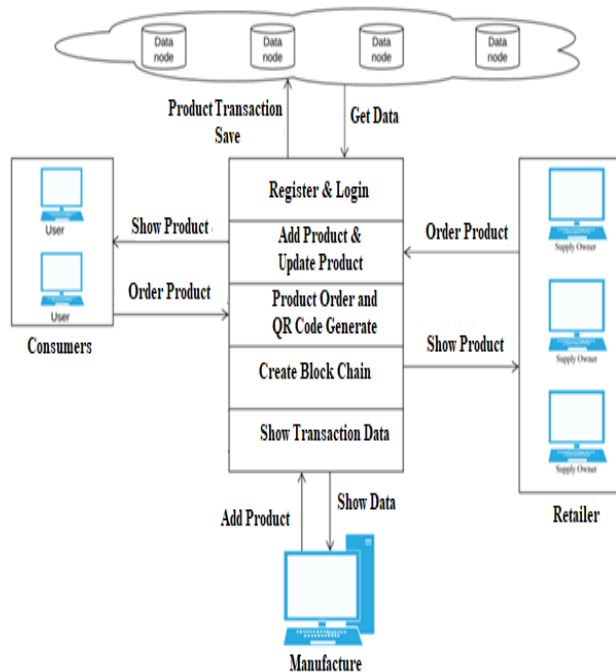 Data
node
Data
node
Data
node
Data
node
Product Transaction
Save
Get Data
Register & Login
User
Show Product
Add Product &
Update Product
Order Product
Supply Owner
User
Order Product
Product Order and
QR Code Generate
Consumers
Show Product
Create Block Chain
Supply Owner
Show Transaction Data
Supply Owner
Add Product
Show Data
Retailer
Manufacture